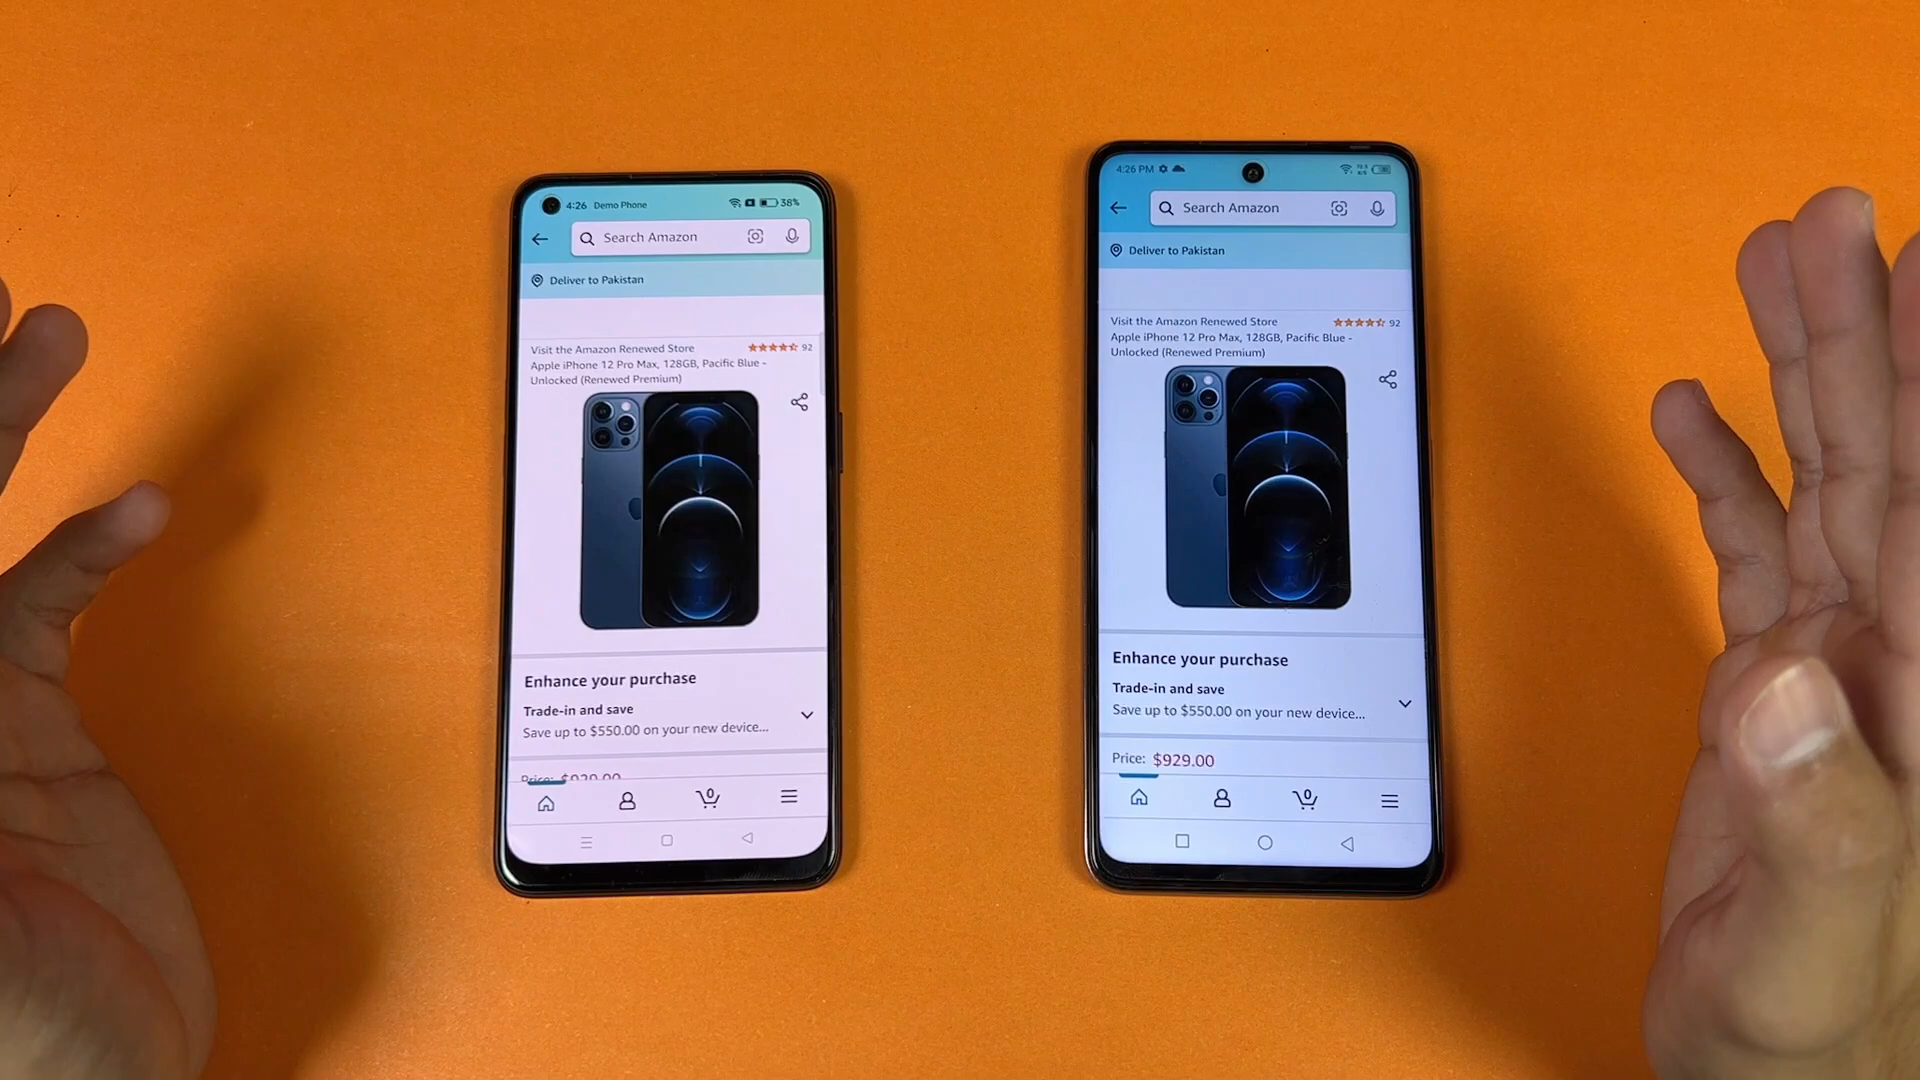 4:26 Demo Phone 38%
Search Amazon
Deliver to Pakistan
Visit the Amazon Renewed Store 92
Apple iPhone 12 Pro Max, 128GB, Pacific Blue -
Unlocked (Renewed Premium)
Enhance your purchase
Trade-in and save
Save up to $550.00 on your new device...
Price: $929.00
0
4:26 PM
Search Amazon
Deliver to Pakistan
Visit the Amazon Renewed Store 92
Apple iPhone 12 Pro Max, 128GB, Pacific Blue -
Unlocked (Renewed Premium)
Enhance your purchase
Trade-in and save
Save up to $550.00 on your new device...
Price: $929.00
0